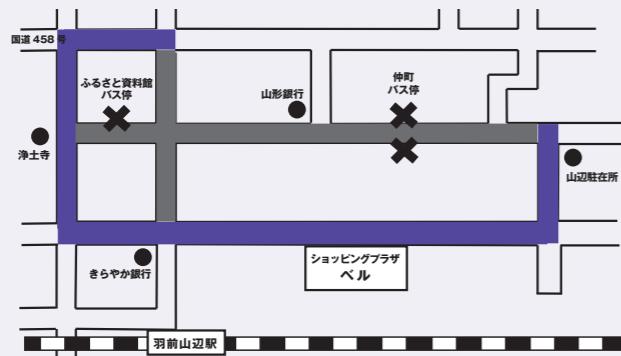 国道 458 号
ふるさと資料館
バス停
山形銀行
仲町
バス停
浄土寺
山辺駐在所
きらやか銀行
ショッピングプラザ
ベル
羽前山辺駅